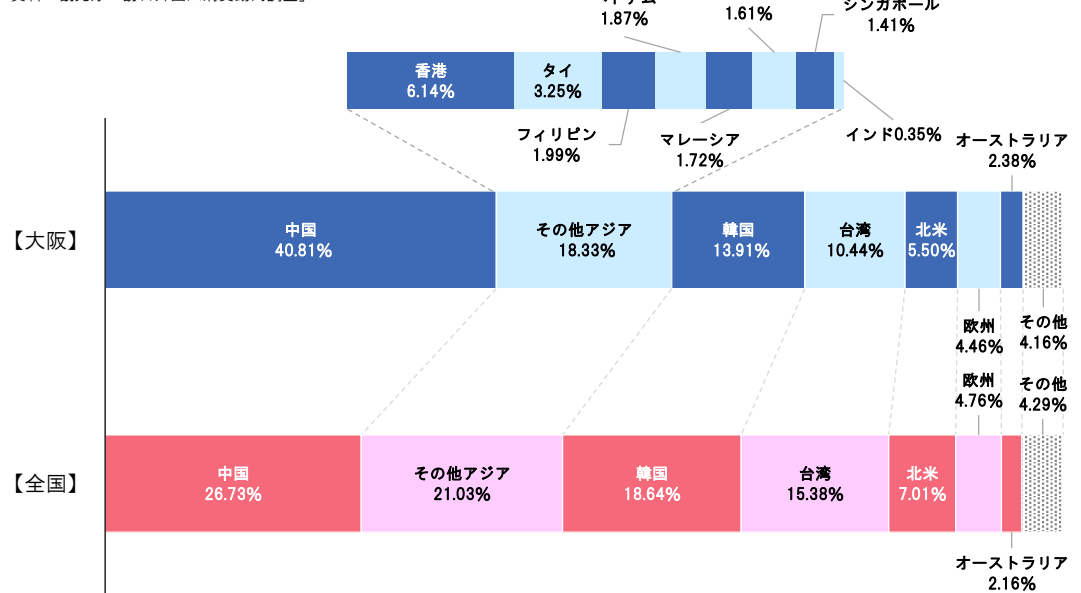 1.87%
1.61%
シンガポール
1.41%
香港
6.14%
タイ
3.25%
フィリピン
1.99%
マレーシア
1.72%
インド0.35%
オーストラリア
2.38%
【大阪】
中国
40.81%
その他アジア
18.33%
韓国
13.91%
台湾
10.44%
北米
5.50%
欧州
4.46%
その他
4.16%
欧州
4.76%
その他
4.29%
【全国】
中国
26.73%
その他アジア
21.03%
韓国
18.64%
台湾
15.38%
北米
7.01%
オーストラリア
2.16%